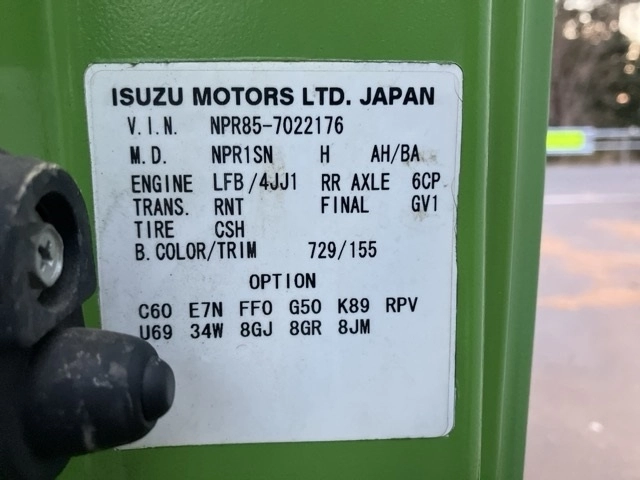 ISUZU MOTORS LTD. JAPAN
V.I.N. NPR85-7022176
M.D. NPR1SN H AH/BA
ENGINE LFB/4JJ1 RR AXLE 6CP
TRANS. RNT FINAL GV1
TIRE CSH
B.COLOR/TRIM 729/155
OPTION
C60 E7N FF0 G50 K89 RPV
U69 34W 8GJ 8GR 8JM